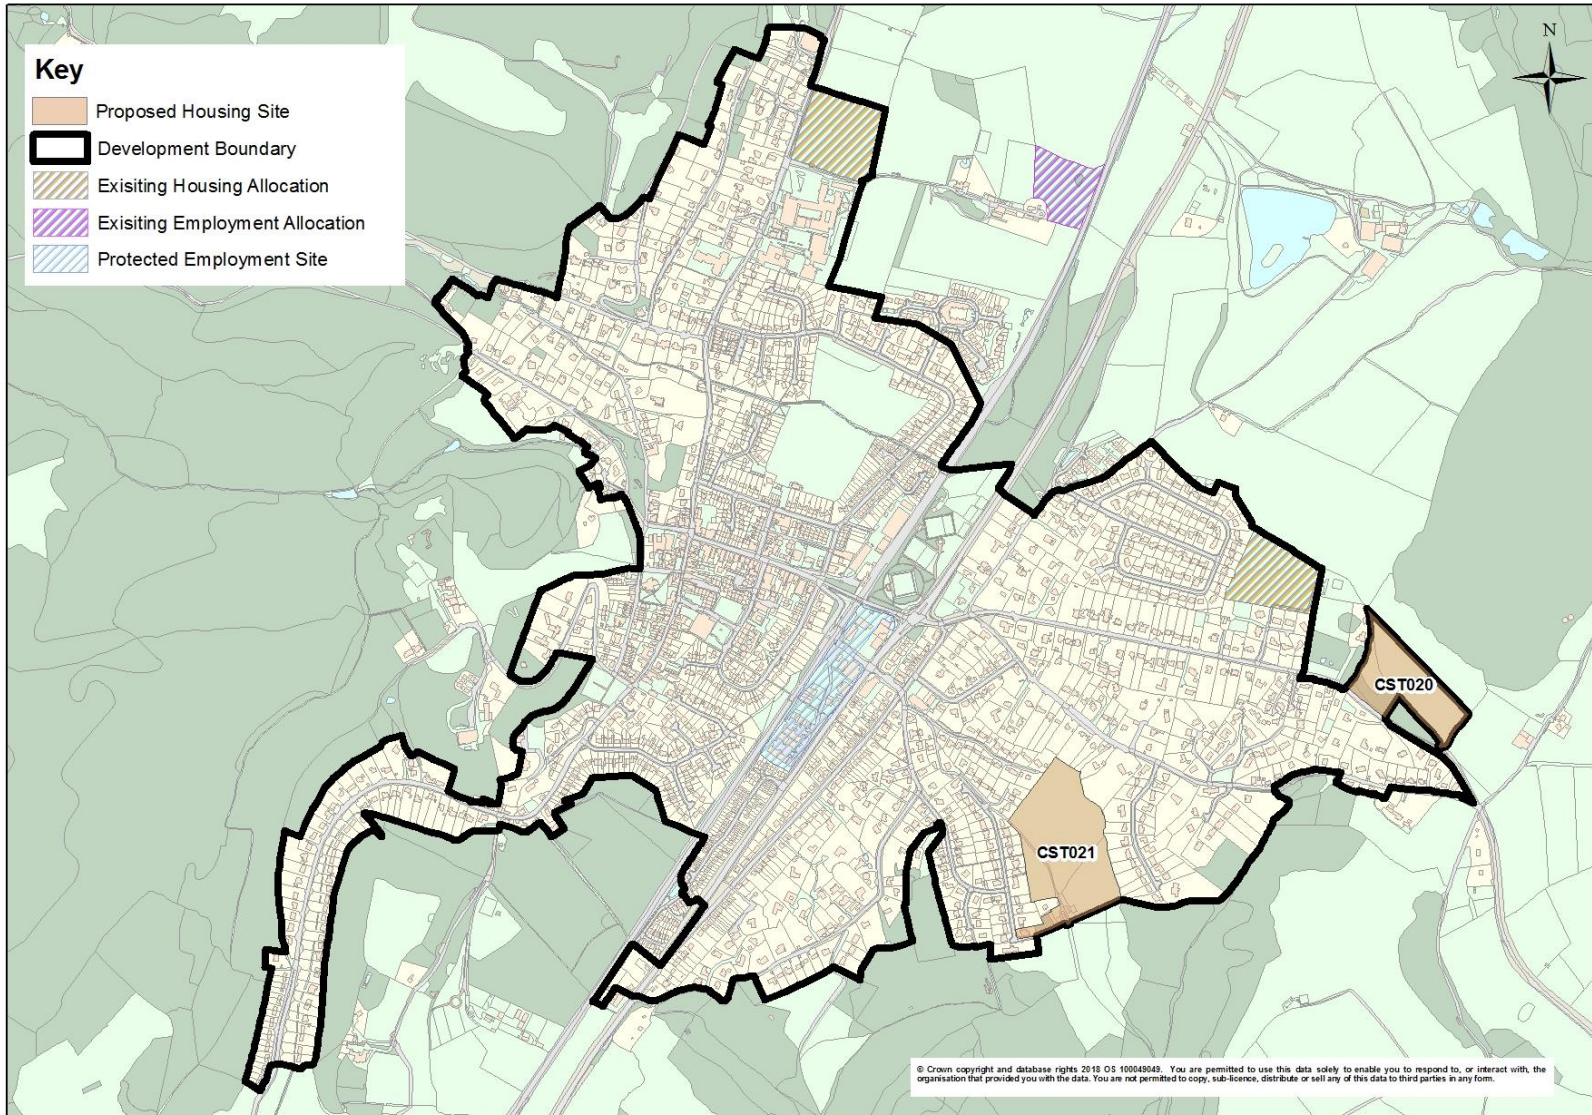 Key
Proposed Housing Site
Development Boundary
Exisiting Housing Allocation
Exisiting Employment Allocation
Protected Employment Site
N
CST020
CST021
© Crown copyright and database rights 2018 OS 100049049. You are permitted to use this data solely to enable you to respond to, or interact with, the
organisation that provided you with the data. You are not permitted to copy, sub-licence, distribute or sell any of this data to third parties in any form.